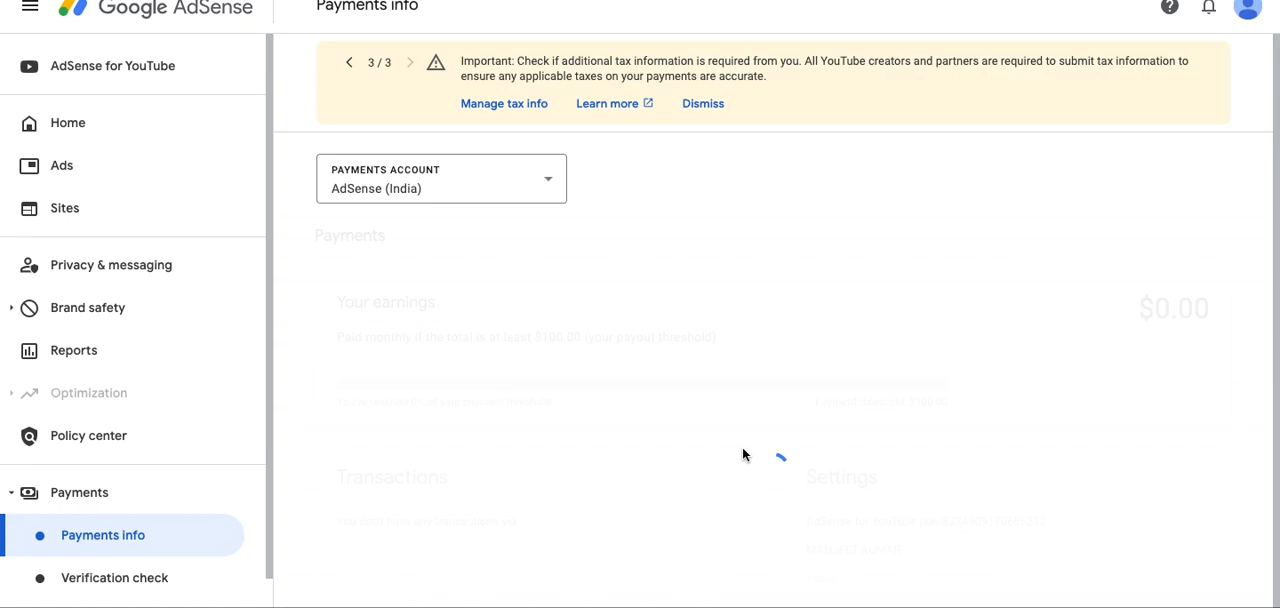 Google AdSense
Payments info
AdSense for YouTube
Home
Ads
Sites
Privacy & messaging
Brand safety
Reports
Optimization
Policy center
Payments
Payments info
Verification check
3 / 3
Important: Check if additional tax information is required from you. All YouTube creators and partners are required to submit tax information to
ensure any applicable taxes on your payments are accurate.
Manage tax info
Learn more
Dismiss
PAYMENTS ACCOUNT
AdSense (India)
Payments
Your earnings
$0.00
Paid monthly if the total is at least $100.00 (your payout threshold)
Transactions
You don't have any transactions yet
Settings
AdSense for YouTube